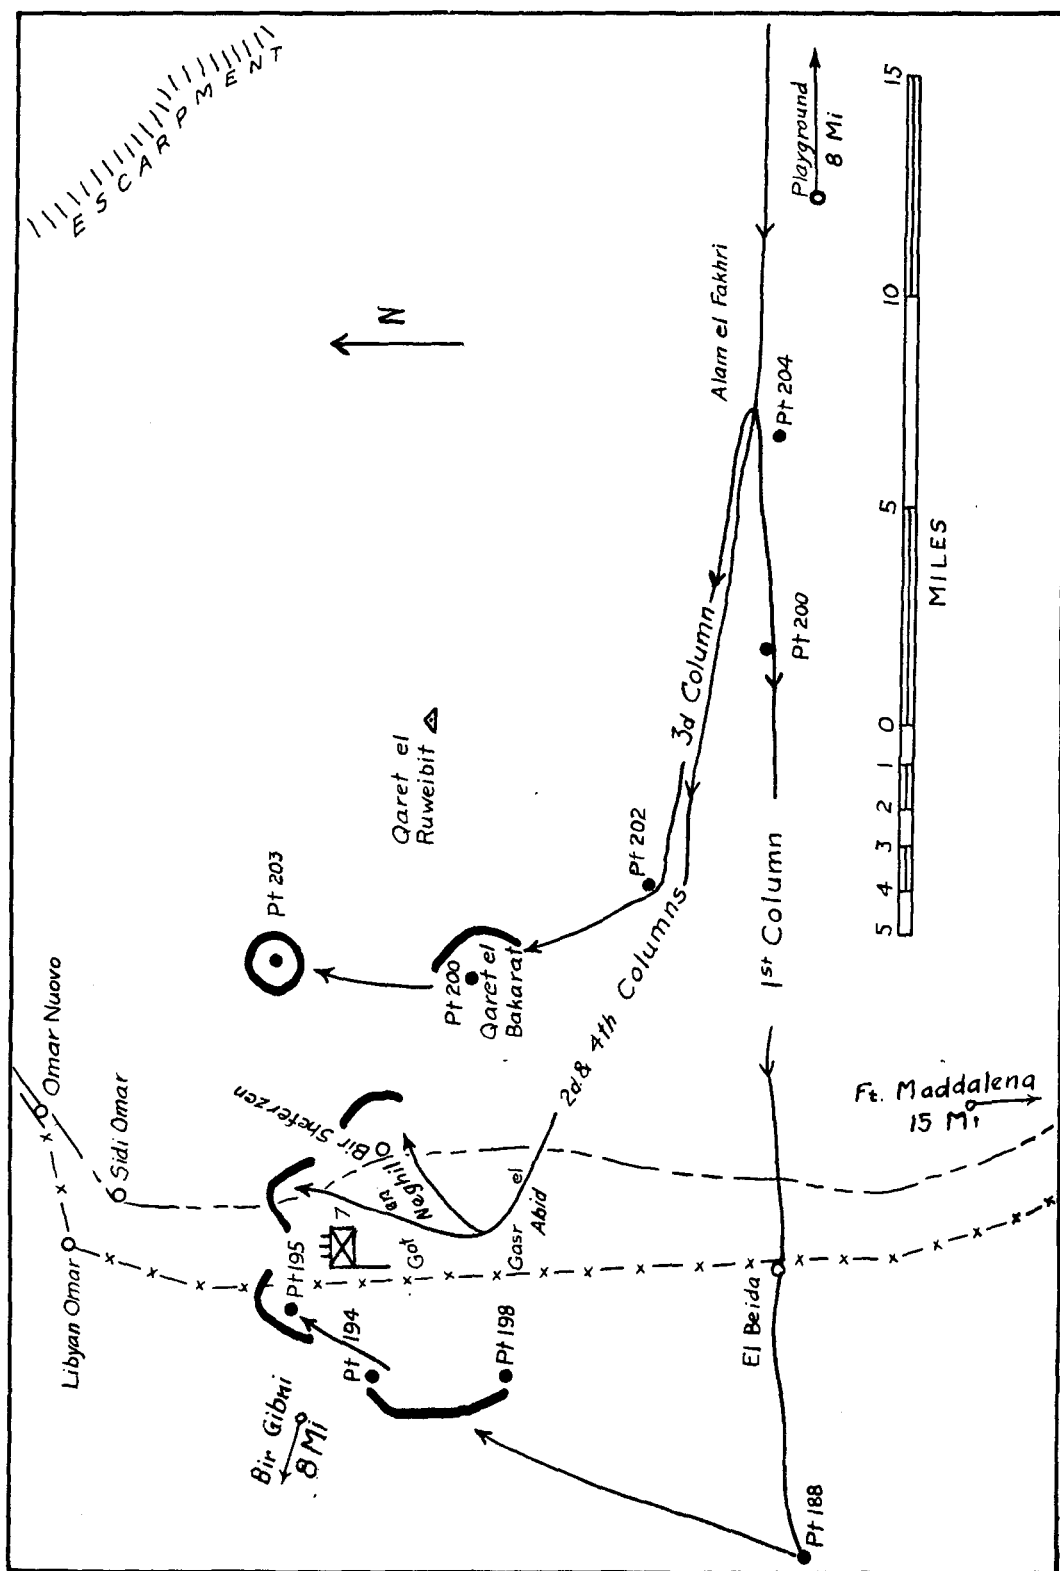 ESCARPMENT
N
Playground
8 Mi
Alam el Fakhri
Pt 204
Pt 200
3d Column
Qaret el
Ruweibit
Pt 203
Pt 202
Pt 200
Qaret el
Bakarat
2d & 4th Columns
1st Column
Omar Nuovo
Sidi Omar
Libyan Omar
Bir Sheferzen
Got
en
Neghil
7
Gasr el
Abid
Pt 195
Pt 194
Pt 198
Bir Gibni
8 Mi
El Beida
Pt 188
Ft. Maddalena
15 Mi
5 4 3 2 1 0 5 10 15
MILES